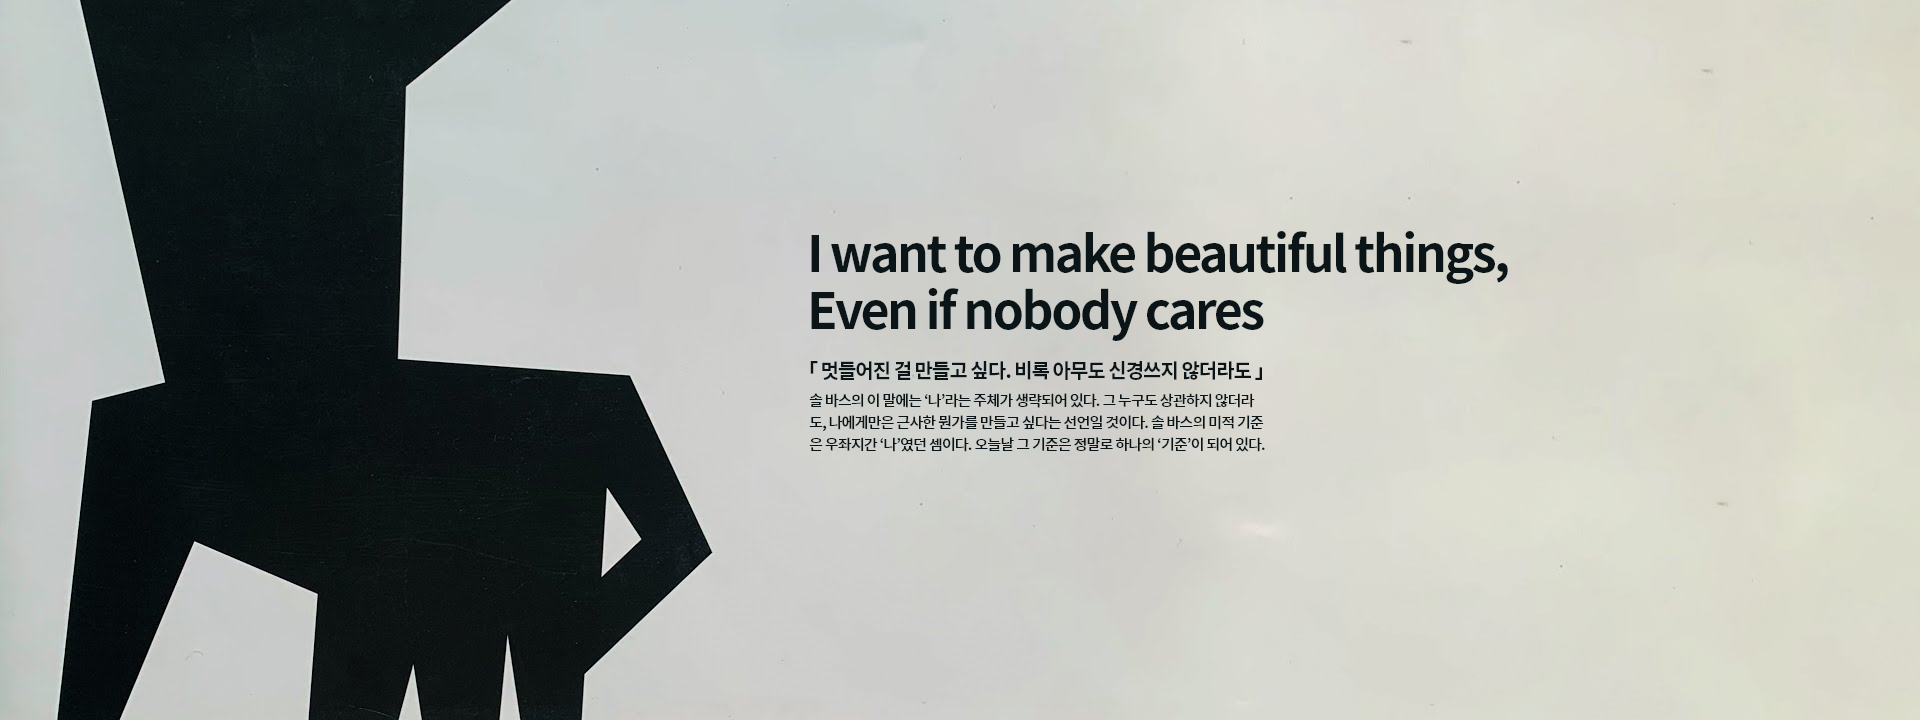 I want to make beautiful things,
Even if nobody cares
「 멋들어진 걸 만들고 싶다. 비록 아무도 신경쓰지 않더라도 」
솔 바스의 이 말에는 ‘나’라는 주체가 생략되어 있다. 그 누구도 상관하지 않더라
도, 나에게만은 근사한 뭔가를 만들고 싶다는 선언일 것이다. 솔 바스의 미적 기준
은 우좌지간 ‘나’였던 셈이다. 오늘날 그 기준은 정말로 하나의 ‘기준’이 되어 있다.